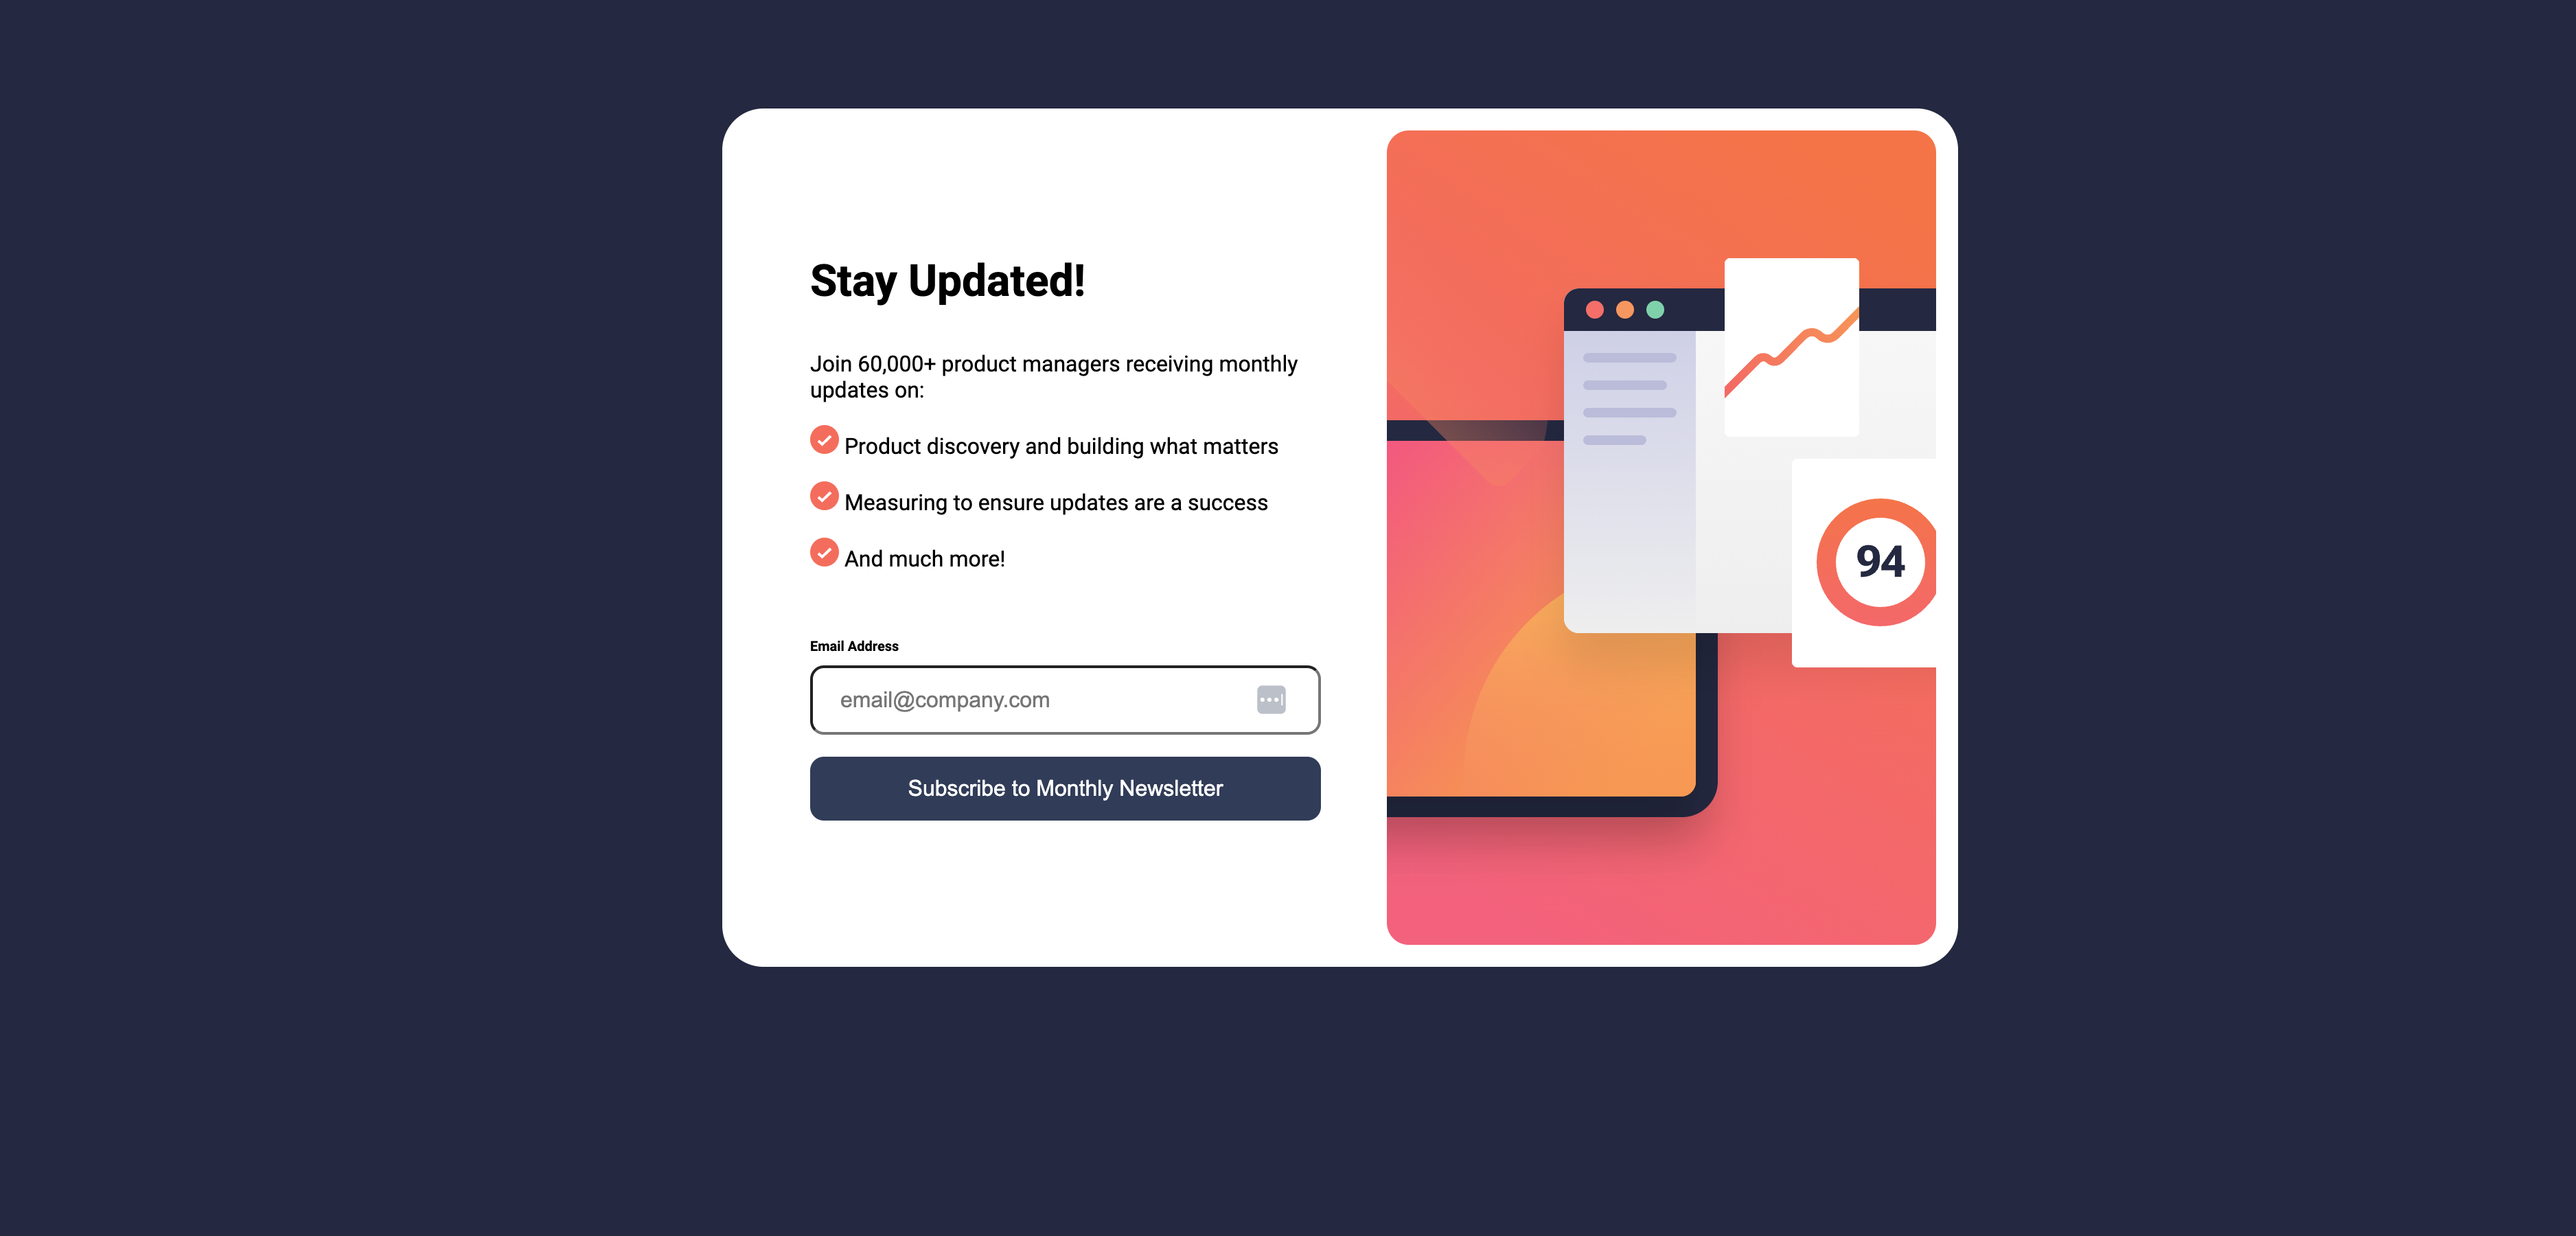 Stay Updated!
Join 60,000+ product managers receiving monthly
updates on:
Product discovery and building what matters
Measuring to ensure updates are a success
And much more!
Email Address
email@company.com
Subscribe to Monthly Newsletter
94